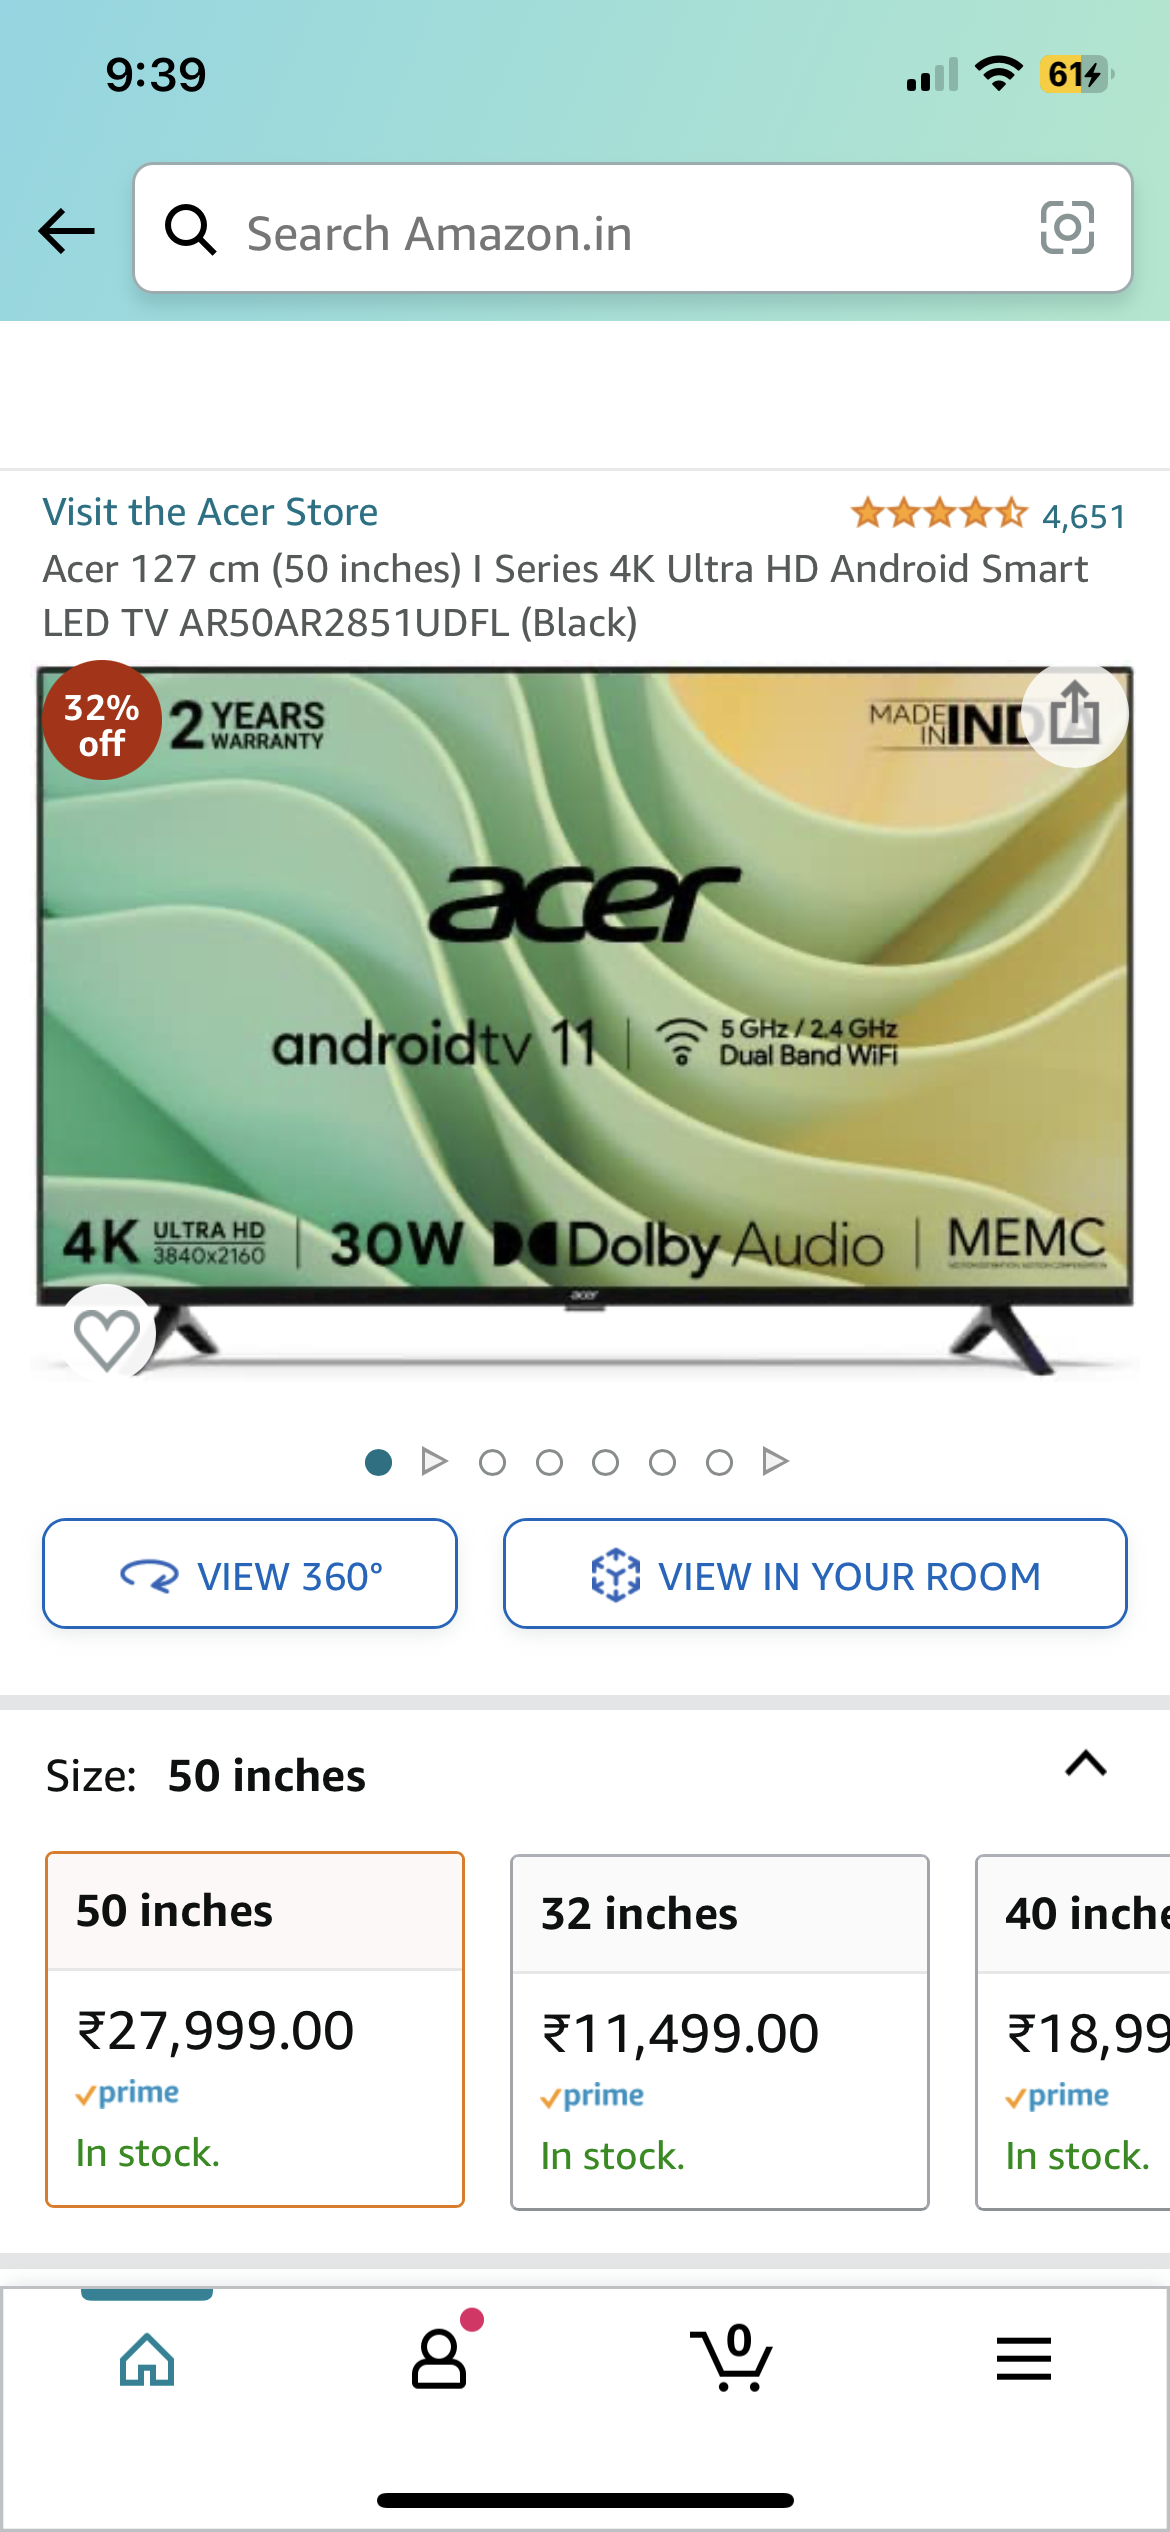 9:39
61
Search Amazon.in
Visit the Acer Store
4,651
Acer 127 cm (50 inches) I Series 4K Ultra HD Android Smart
LED TV AR50AR2851UDFL (Black)
32%
off
2 YEARS
WARRANTY
MADE
IN INDIA
acer
androidtv 11
5 GHz / 2.4 GHz
Dual Band WiFi
4K ULTRA HD
3840x2160
30W Dolby Audio
MEMC
acer
VIEW 360°
VIEW IN YOUR ROOM
Size: 50 inches
50 inches
₹27,999.00
prime
In stock.
32 inches
₹11,499.00
prime
In stock.
40 inche
₹18,99
prime
In stock.
0